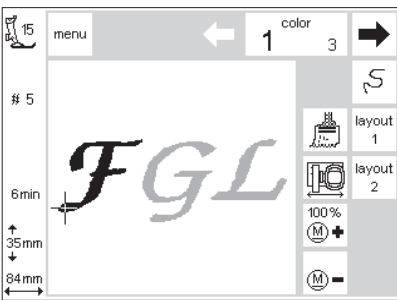 15
menu
color
1 3
# 5
layout
1
layout
2
FGL
6min
100%
M +
35mm
M -
84mm